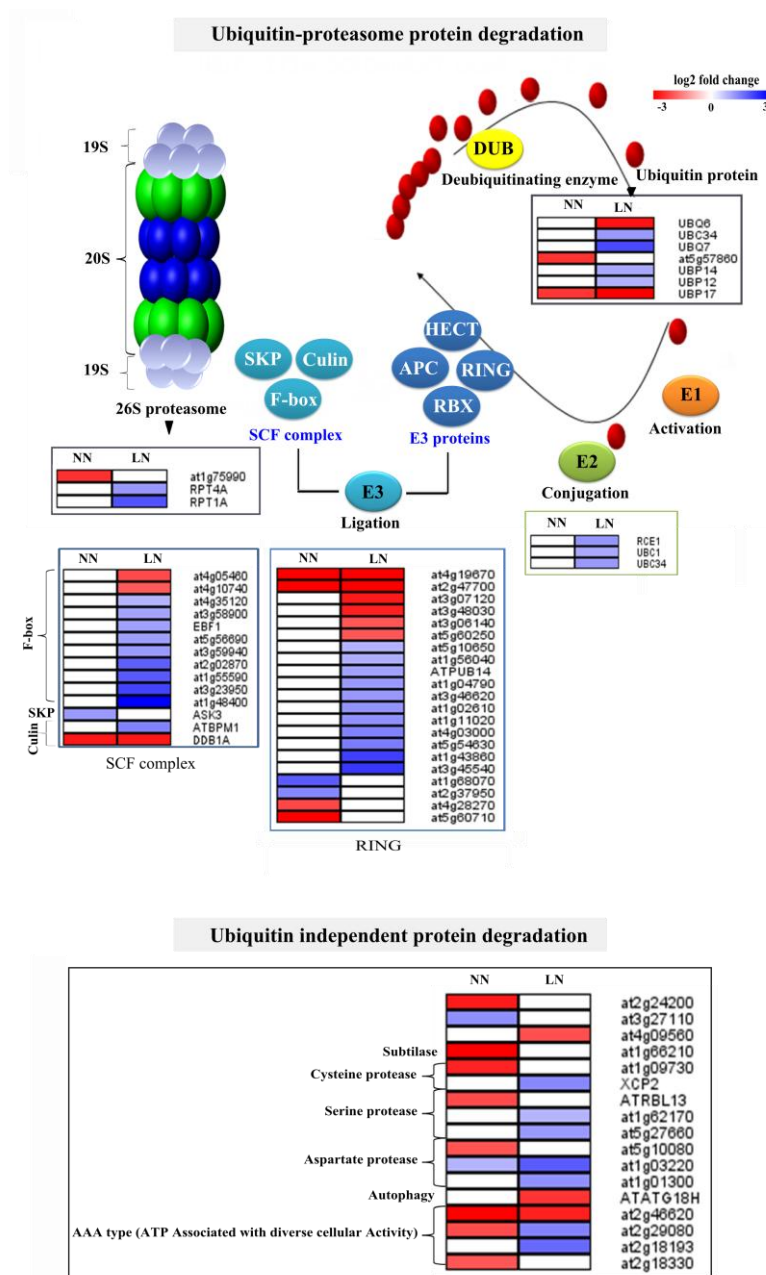 Ubiquitin-proteasome protein degradation
log2 fold change
-3 0 3
19S
20S
19S
26S proteasome
DUB
Deubiquitinating enzyme
Ubiquitin protein
NN LN
UBQ6
UBC34
UBQ7
at5g57860
UBP14
UBP12
UBP17
SKP
Culin
F-box
SCF complex
HECT
APC
RING
RBX
E3 proteins
E1
Activation
E2
Conjugation
E3
Ligation
NN LN
at1g75990
RPT4A
RPT1A
NN LN
RCE1
UBC1
UBC34
NN LN
F-box
SKP
Culin
at4g05460
at4g10740
at4g35120
at3g58900
EBF1
at5g56690
at3g59940
at2g02870
at1g55590
at3g23950
at1g48400
ASK3
ATBPM1
DDB1A
SCF complex
NN LN
at4g19670
at2g47700
at3g07120
at3g48030
at3g06140
at5g60250
at5g10650
at1g56040
ATPUB14
at1g04790
at3g46620
at1g02610
at1g11020
at4g03000
at5g54630
at1g43860
at3g45540
at1g68070
at2g37950
at4g28270
at5g60710
RING
Ubiquitin independent protein degradation
NN LN
at2g24200
at3g27110
at4g09560
Subtilase at1g66210
Cysteine protease at1g09730
XCP2
Serine protease ATRBL13
at1g62170
at5g27660
Aspartate protease at5g10080
at1g03220
at1g01300
Autophagy ATATG18H
AAA type (ATP Associated with diverse cellular Activity) at2g46620
at2g29080
at2g18193
at2g18330